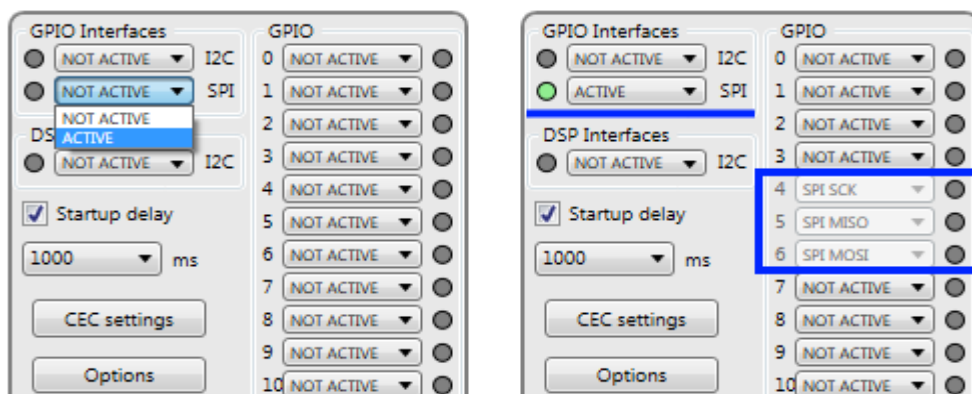 GPIO Interfaces
NOT ACTIVE I2C
NOT ACTIVE SPI
NOT ACTIVE
ACTIVE
DS
NOT ACTIVE I2C
Startup delay
1000 ms
CEC settings
Options
GPIO
0 NOT ACTIVE
1 NOT ACTIVE
2 NOT ACTIVE
3 NOT ACTIVE
4 NOT ACTIVE
5 NOT ACTIVE
6 NOT ACTIVE
7 NOT ACTIVE
8 NOT ACTIVE
9 NOT ACTIVE
10 NOT ACTIVE
GPIO Interfaces
NOT ACTIVE I2C
ACTIVE SPI
DSP Interfaces
NOT ACTIVE I2C
Startup delay
1000 ms
CEC settings
Options
GPIO
0 NOT ACTIVE
1 NOT ACTIVE
2 NOT ACTIVE
3 NOT ACTIVE
4 SPI SCK
5 SPI MISO
6 SPI MOSI
7 NOT ACTIVE
8 NOT ACTIVE
9 NOT ACTIVE
10 NOT ACTIVE